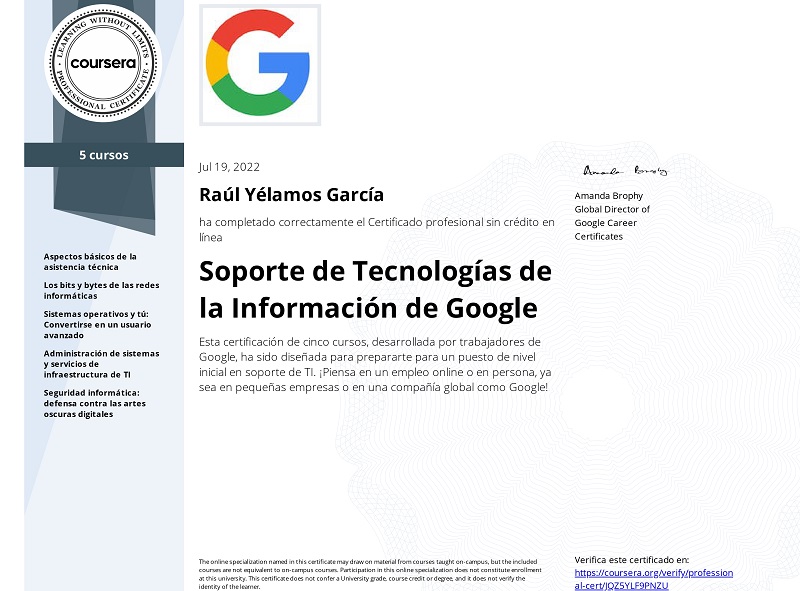 LEARNING WITHOUT LIMITS
coursera
PROFESSIONAL CERTIFICATE
5 cursos
Aspectos básicos de la
asistencia técnica
Los bits y bytes de las redes
informáticas
Sistemas operativos y tú:
Convertirse en un usuario
avanzado
Administración de sistemas
y servicios de
infraestructura de TI
Seguridad informática:
defensa contra las artes
oscuras digitales
G
Jul 19, 2022
Raúl Yélamos García
ha completado correctamente el Certificado profesional sin crédito en
línea
Soporte de Tecnologías de
la Información de Google
Esta certificación de cinco cursos, desarrollada por trabajadores de
Google, ha sido diseñada para prepararte para un puesto de nivel
inicial en soporte de TI. ¡Piensa en un empleo online o en persona, ya
sea en pequeñas empresas o en una compañía global como Google!
Amanda Brophy
Amanda Brophy
Global Director of
Google Career
Certificates
The online specialization named in this certificate may draw on material from courses taught on-campus, but the included
courses are not equivalent to on-campus courses. Participation in this online specialization does not constitute enrollment
at this university. This certificate does not confer a University grade, course credit or degree, and it does not verify the
identity of the learner.
Verifica este certificado en:
https://coursera.org/verify/profession
al-cert/JQZ5YLF9PNZU